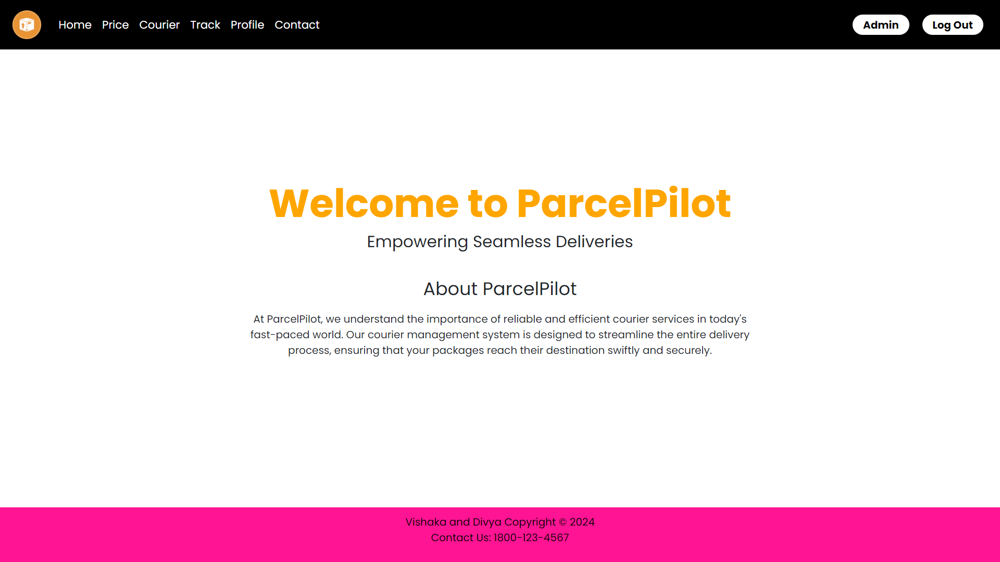 Home Price Courier Track Profile Contact Admin Log Out
Welcome to ParcelPilot
Empowering Seamless Deliveries
About ParcelPilot
At ParcelPilot, we understand the importance of reliable and efficient courier services in today's
fast-paced world. Our courier management system is designed to streamline the entire delivery
process, ensuring that your packages reach their destination swiftly and securely.
Vishaka and Divya Copyright © 2024
Contact Us: 1800-123-4567